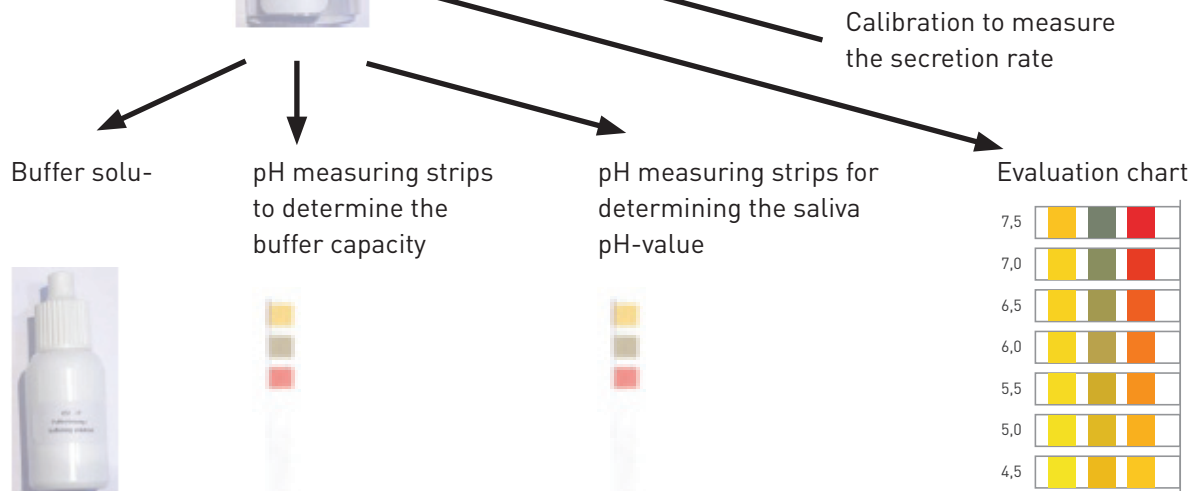 Calibration to measure
the secretion rate
Buffer solu-
pH measuring strips
to determine the
buffer capacity
pH measuring strips for
determining the saliva
pH-value
Evaluation chart
7,5
7,0
6,5
6,0
5,5
5,0
4,5